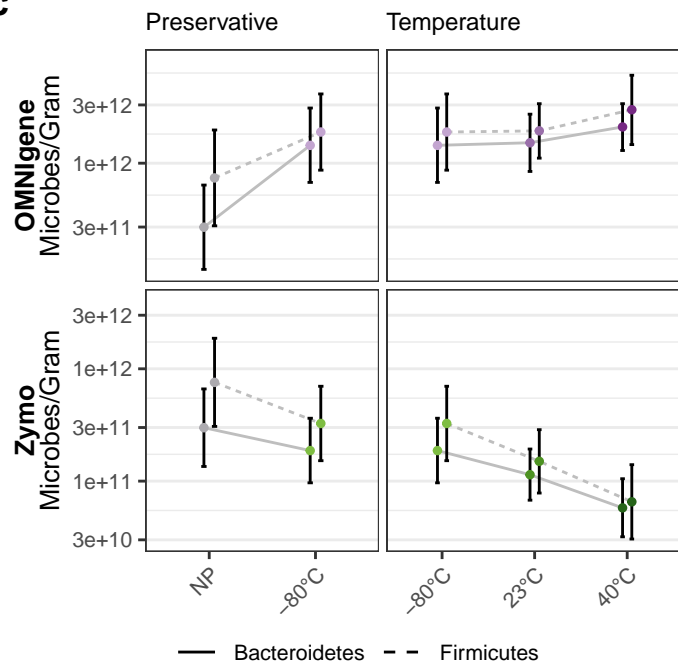 Preservative Temperature
OMNIgene
Microbes/Gram
3e+12
1e+12
3e+11
Zymo
Microbes/Gram
3e+12
1e+12
3e+11
1e+11
3e+10
NP −80°C −80°C 23°C 40°C
Bacteroidetes Firmicutes